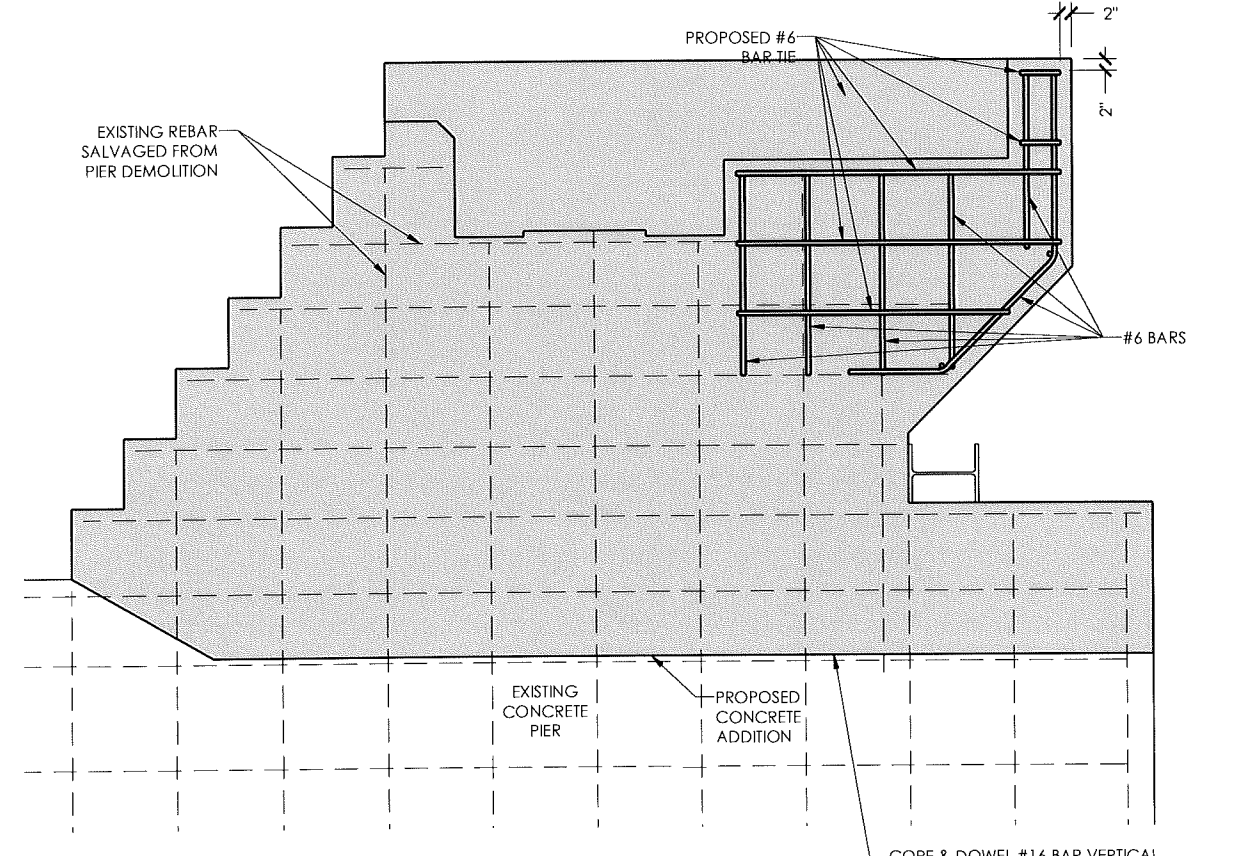 2"
PROPOSED #6
BAR TIE
2"
EXISTING REBAR
SALVAGED FROM
PIER DEMOLITION
#6 BARS
EXISTING
CONCRETE
PIER
PROPOSED
CONCRETE
ADDITION
CORE & DOWEL #16 BAR VERTICAL